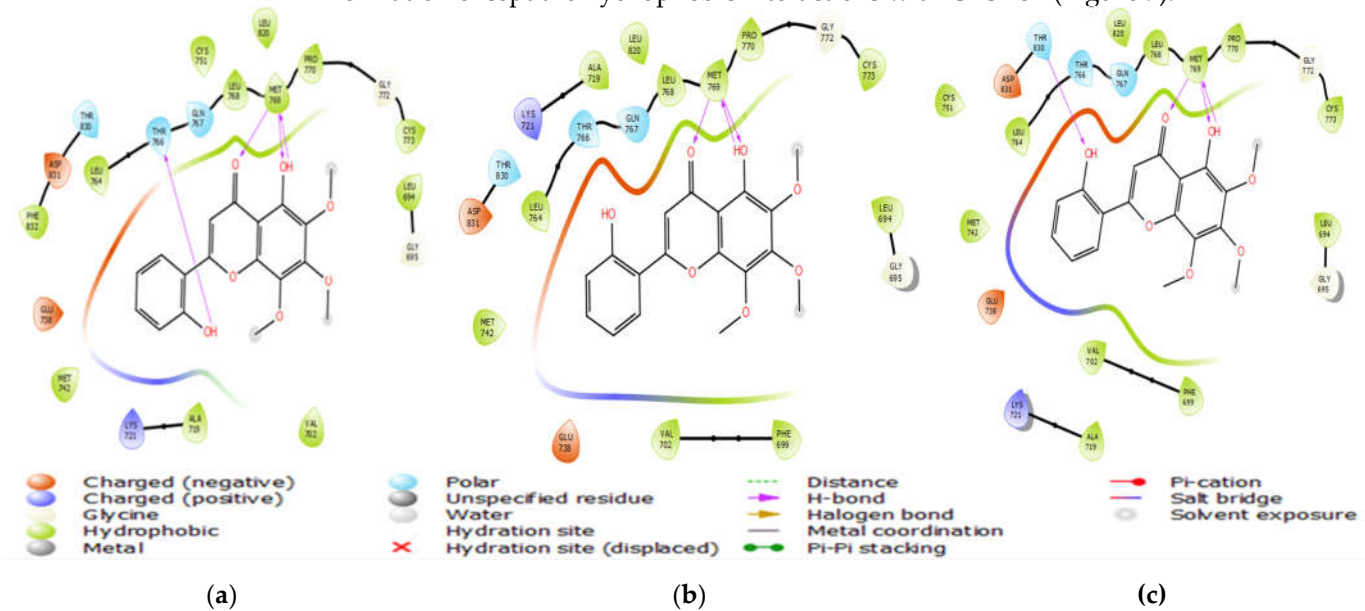 with
LEU
820
CYS
751
PRO
770
LEU
768
MET
769
GLY
772
THR
830
GLN
767
THR
766
CYS
773
ASP
831
LEU
764
O
OH
LEU
694
PHE
832
O
GLY
695
O
O
O
GLU
738
OH
MET
742
LYS
721
ALA
719
VAL
702
LEU
820
PRO
770
GLY
772
ALA
719
LEU
768
MET
769
CYS
773
LYS
721
THR
766
GLN
767
O
HO
THR
830
O
ASP
831
LEU
764
HO
LEU
694
O
O
GLY
695
O
MET
742
GLU
738
VAL
702
PHE
699
THR
830
LEU
820
LEU
768
PRO
770
MET
769
GLY
772
ASP
831
THR
766
GLN
767
CYS
751
CYS
773
LEU
764
O
OH
OH
O
MET
742
LEU
694
O
O
O
GLY
695
GLU
738
VAL
702
PHE
699
LYS
721
ALA
719
Charged (negative)
Charged (positive)
Glycine
Hydrophobic
Metal
Polar
Unspecified residue
Water
Hydration site
Hydration site (displaced)
Distance
H-bond
Halogen bond
Metal coordination
Pi-Pi stacking
Pi-cation
Salt bridge
Solvent exposure
(a)
(b)
(c)